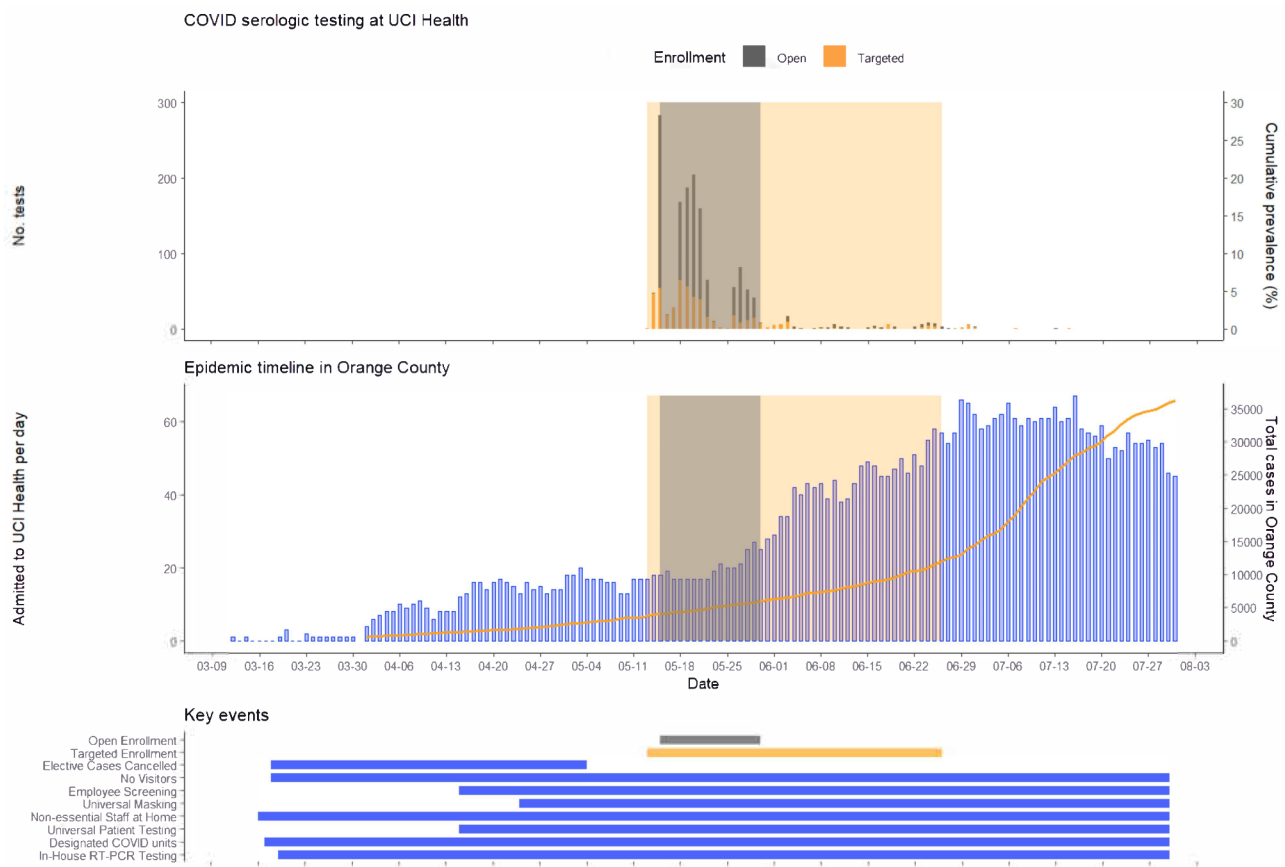 COVID serologic testing at UCI Health
Enrollment Open Targeted
300
200
100
0
No. tests
30
25
20
15
10
5
0
Cumulative prevalence (%)
Epidemic timeline in Orange County
60
40
20
0
Admitted to UCI Health per day
35000
30000
25000
20000
15000
10000
5000
0
Total cases in Orange County
03-09 03-16 03-23 03-30 04-06 04-13 04-20 04-27 05-04 05-11 05-18 05-25 06-01 06-08 06-15 06-22 06-29 07-06 07-13 07-20 07-27 08-03
Date
Key events
Open Enrollment
Targeted Enrollment
Elective Cases Cancelled
No Visitors
Employee Screening
Universal Masking
Non-essential Staff at Home
Universal Patient Testing
Designated COVID units
In-House RT-PCR Testing